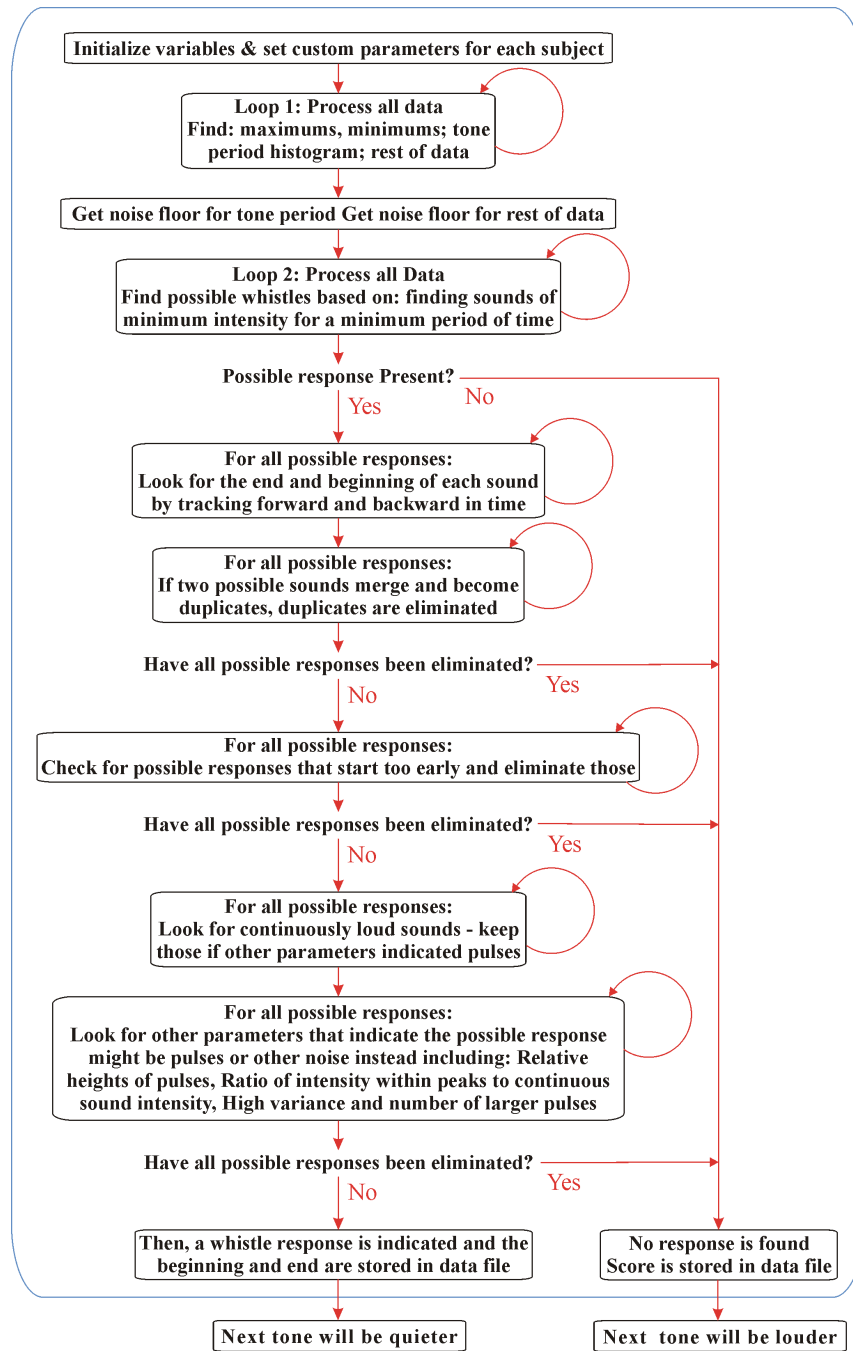 Initialize variables & set custom parameters for each subject
Loop 1: Process all data
Find: maximums, minimums; tone
period histogram; rest of data
Get noise floor for tone period Get noise floor for rest of data
Loop 2: Process all Data
Find possible whistles based on: finding sounds of
minimum intensity for a minimum period of time
Possible response Present?
No
Yes
For all possible responses:
Look for the end and beginning of each sound
by tracking forward and backward in time
For all possible responses:
If two possible sounds merge and become
duplicates, duplicates are eliminated
Have all possible responses been eliminated?
Yes
No
For all possible responses:
Check for possible responses that start too early and eliminate those
Have all possible responses been eliminated?
Yes
No
For all possible responses:
Look for continuously loud sounds - keep
those if other parameters indicated pulses
For all possible responses:
Look for other parameters that indicate the possible response
might be pulses or other noise instead including: Relative
heights of pulses, Ratio of intensity within peaks to continuous
sound intensity, High variance and number of larger pulses
Have all possible responses been eliminated?
Yes
No
Then, a whistle response is indicated and the
beginning and end are stored in data file
No response is found
Score is stored in data file
Next tone will be quieter
Next tone will be louder